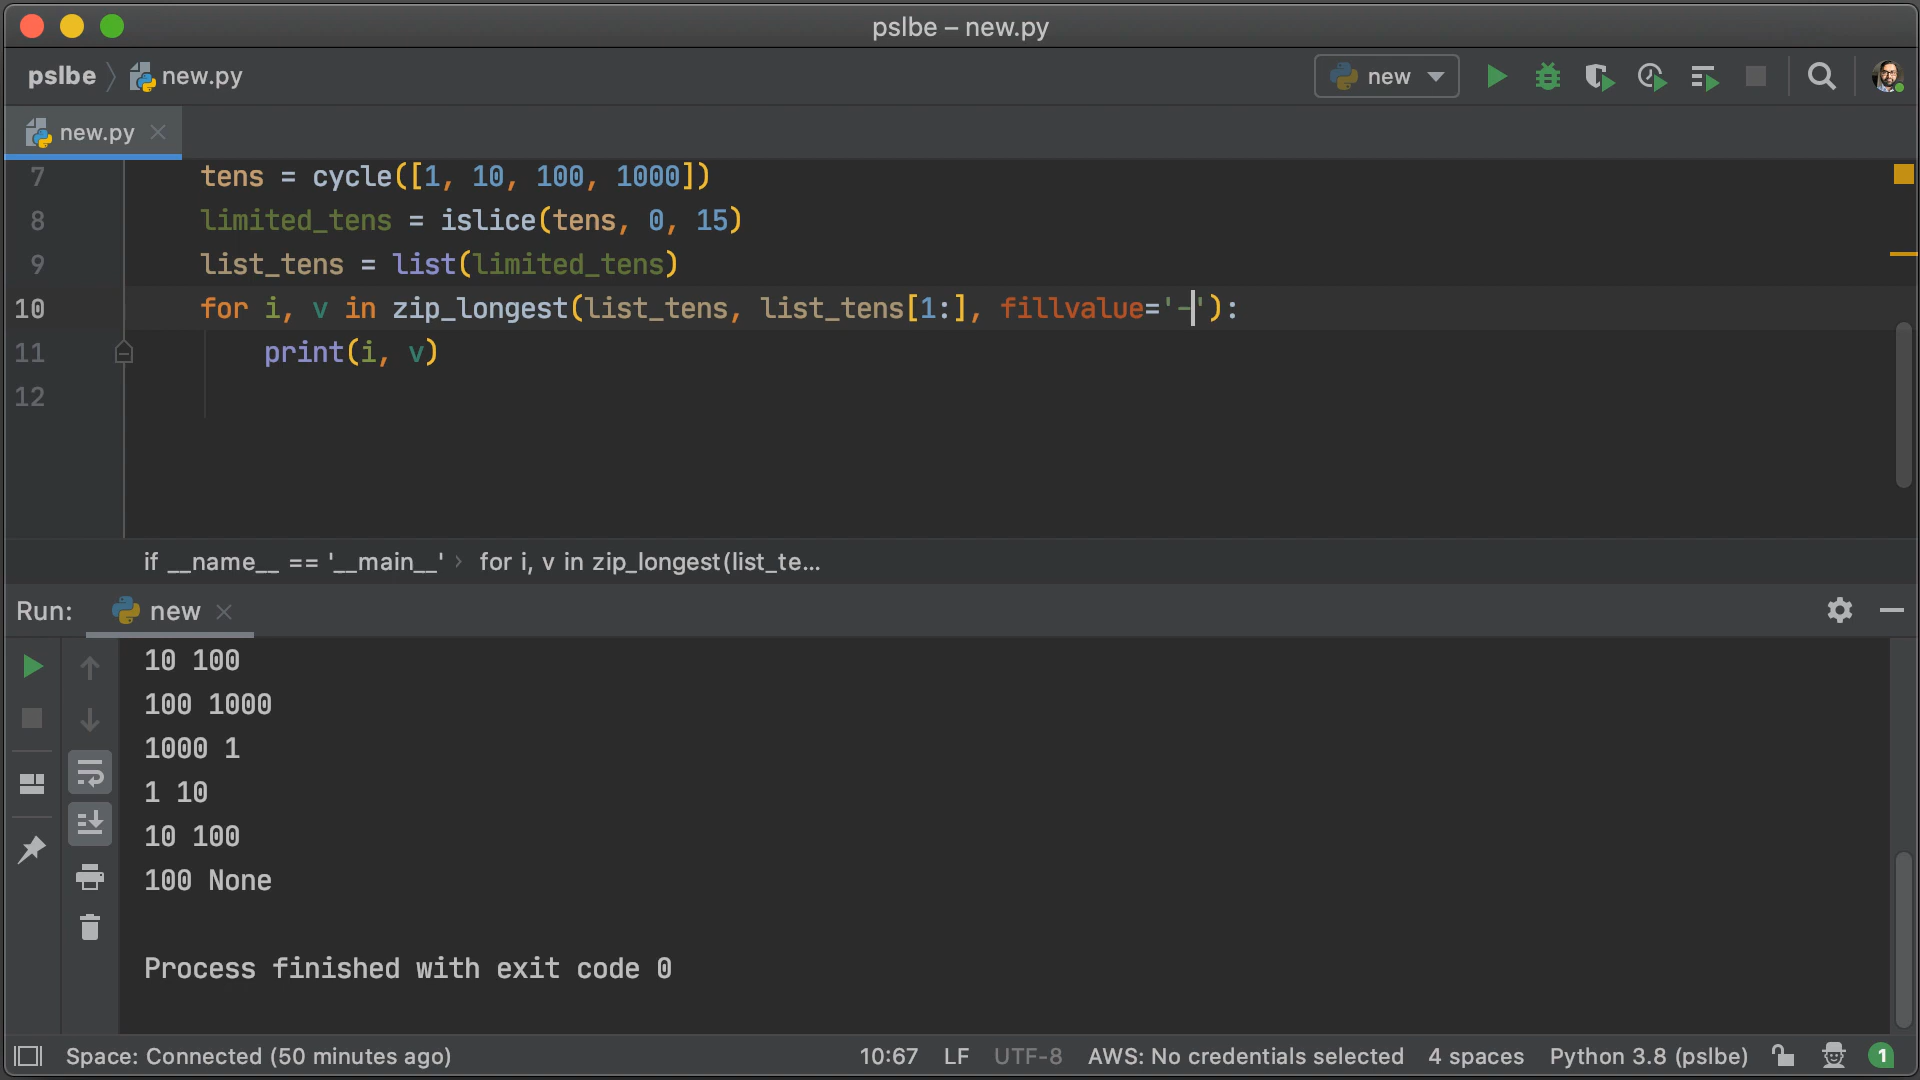 pslbe – new.py
pslbe new.py new
new.py
7 tens = cycle([1, 10, 100, 1000])
8 limited_tens = islice(tens, 0, 15)
9 list_tens = list(limited_tens)
10 for i, v in zip_longest(list_tens, list_tens[1:], fillvalue='-'):
11 print(i, v)
12
if __name__ == '__main__' › for i, v in zip_longest(list_te...
Run: new
10 100
100 1000
1000 1
1 10
10 100
100 None
Process finished with exit code 0
Space: Connected (50 minutes ago) 10:67 LF UTF-8 AWS: No credentials selected 4 spaces Python 3.8 (pslbe) 1